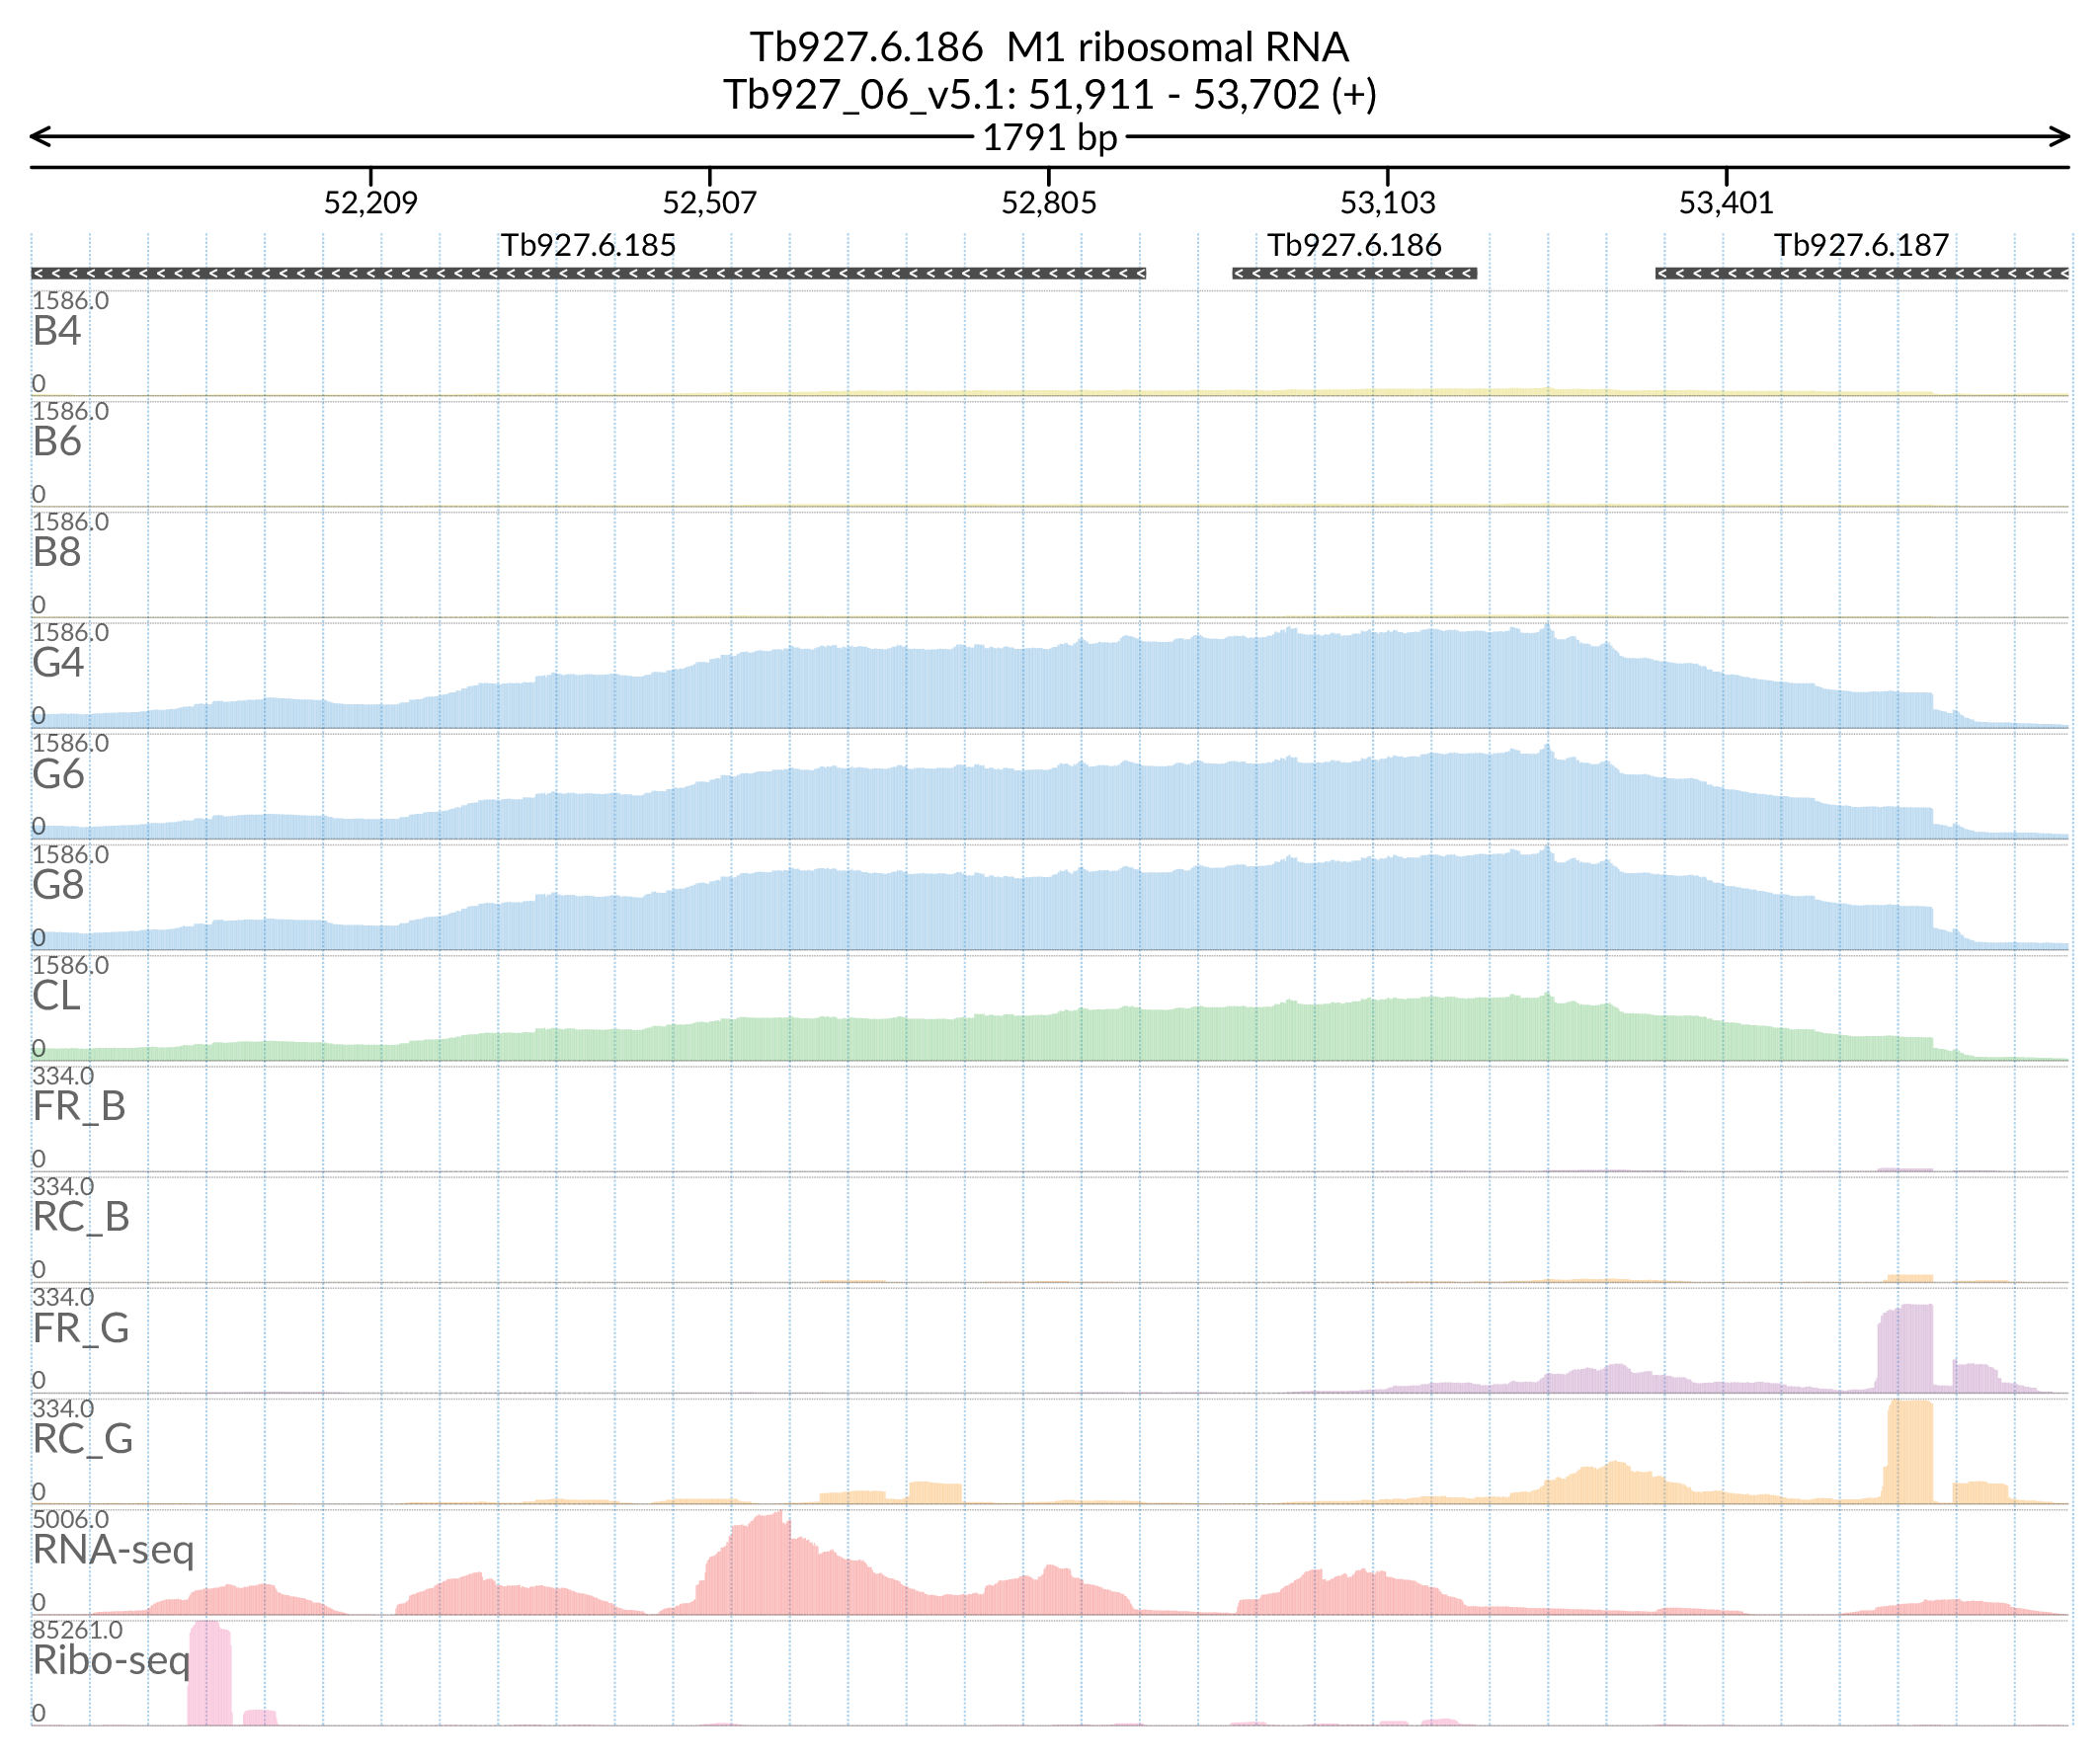 Tb927.6.186 M1 ribosomal RNA
Tb927_06_v5.1: 51,911 - 53,702 (+)
1791 bp
52,209 52,507 52,805 53,103 53,401
Tb927.6.185 Tb927.6.186 Tb927.6.187
1586.0
B4
0
1586.0
B6
0
1586.0
B8
0
1586.0
G4
0
1586.0
G6
0
1586.0
G8
0
1586.0
CL
0
334.0
FR_B
0
334.0
RC_B
0
334.0
FR_G
0
334.0
RC_G
0
5006.0
RNA-seq
0
85261.0
Ribo-seq
0